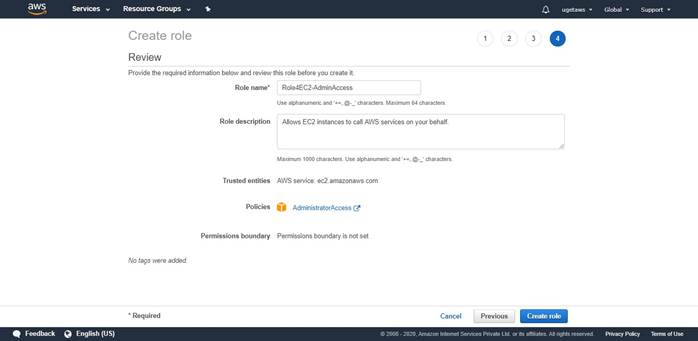 aws Services Resource Groups ugetaws Global Support
Create role 1 2 3 4
Review
Provide the required information below and review this role before you create it.
Role name* Role4EC2-AdminAccess
Use alphanumeric and '+=,.@-_' characters. Maximum 64 characters.
Role description Allows EC2 instances to call AWS services on your behalf.
Maximum 1000 characters. Use alphanumeric and '+=,.@-_' characters.
Trusted entities AWS service: ec2.amazonaws.com
Policies AdministratorAccess
Permissions boundary Permissions boundary is not set
No tags were added.
* Required Cancel Previous Create role
Feedback English (US) © 2008 - 2020, Amazon Internet Services Private Ltd. or its affiliates. All rights reserved. Privacy Policy Terms of Use